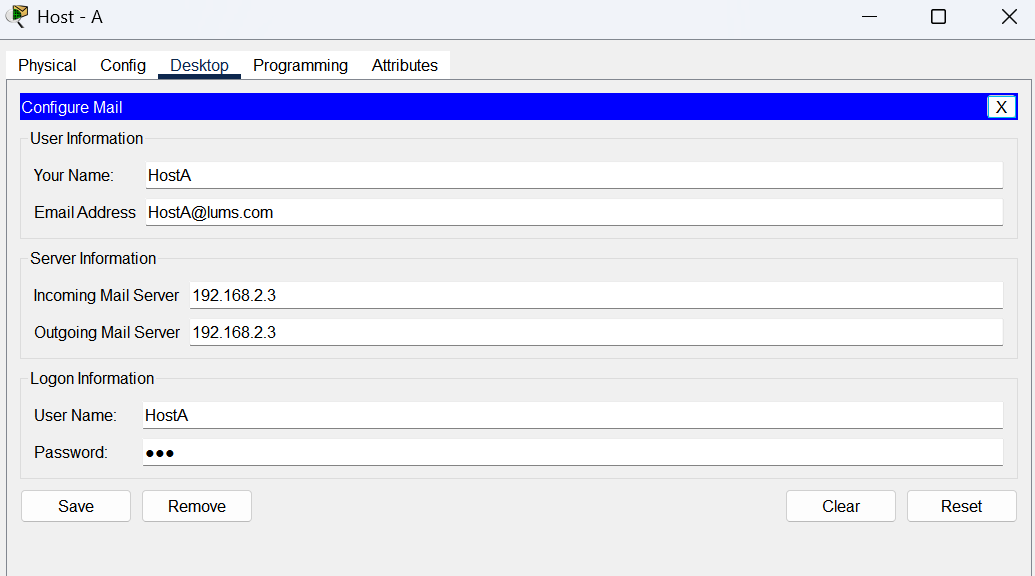 Host - A
Physical Config Desktop Programming Attributes
Configure Mail X
User Information
Your Name: HostA
Email Address HostA@lums.com
Server Information
Incoming Mail Server 192.168.2.3
Outgoing Mail Server 192.168.2.3
Logon Information
User Name: HostA
Password: ●●●
Save Remove Clear Reset